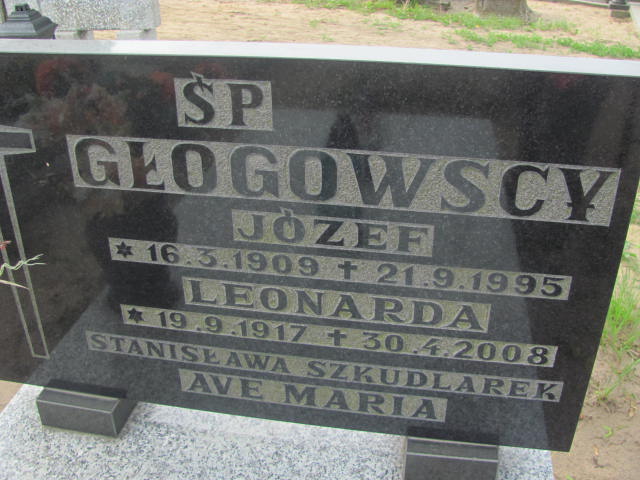 ŚP
GŁOGOWSCY
JÓZEF
* 16.3.1909 ✝ 21.9.1995
LEONARDA
* 19.9.1917 ✝ 30.4.2008
STANISŁAWA SZKUDLAREK
AVE MARIA